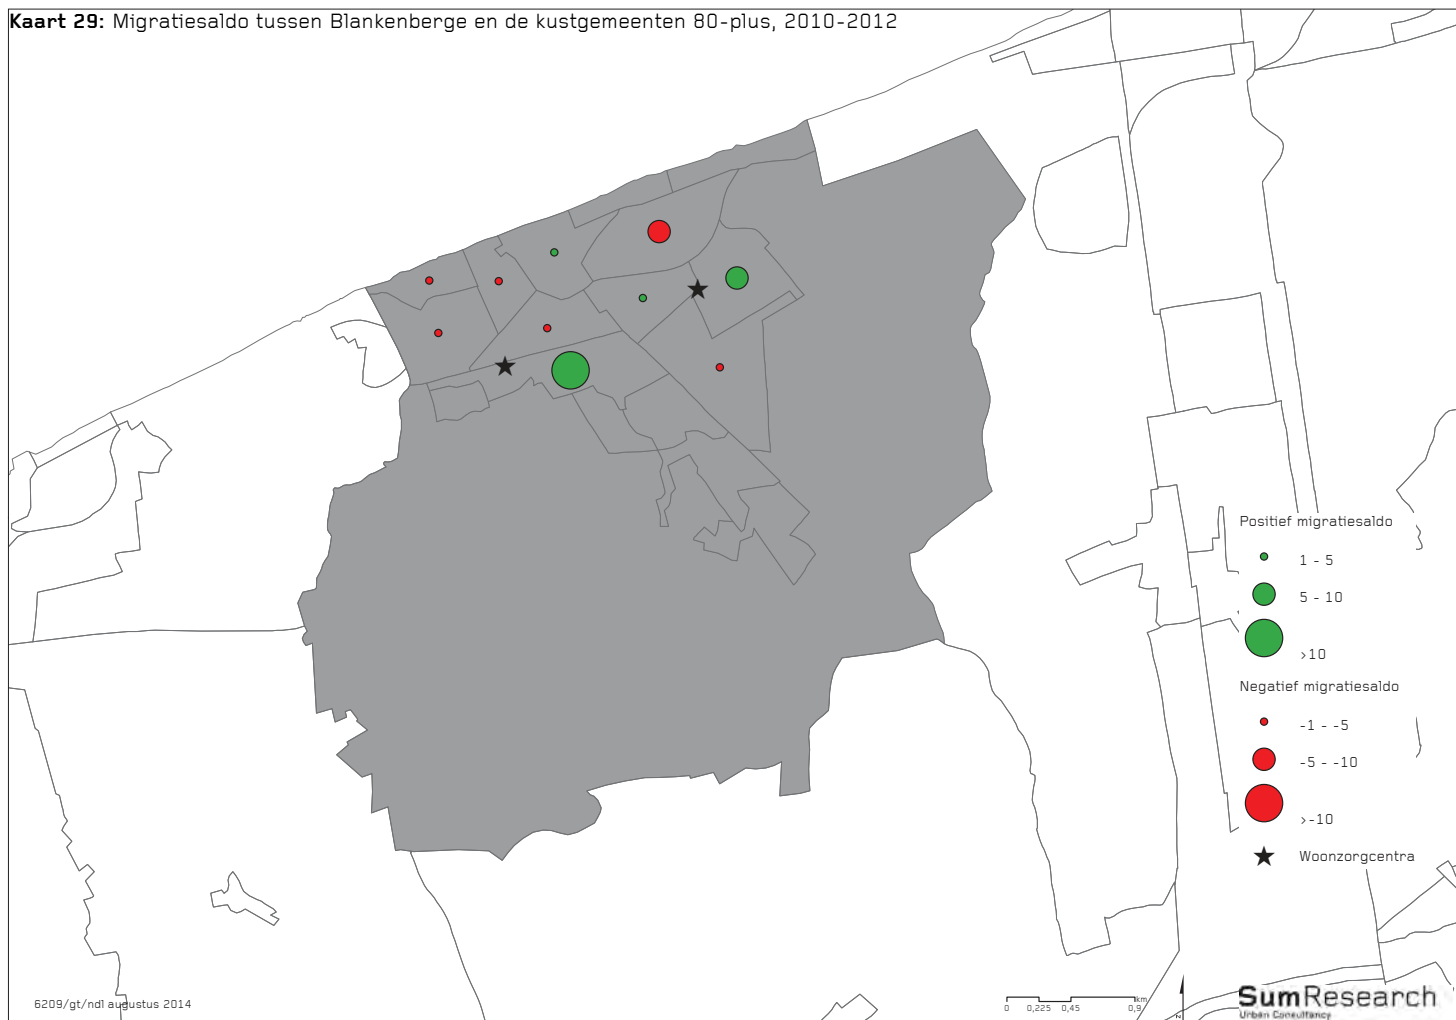 Kaart 29: Migratiesaldo tussen Blankenberge en de kustgemeenten 80-plus, 2010-2012
Positief migratiesaldo
1 - 5
5 - 10
>10
Negatief migratiesaldo
-1 - -5
-5 - -10
>-10
Woonzorgcentra
6209/gt/ndl augustus 2014
km
0 0,225 0,45 0,9
z
SumResearch
Urban Consultancy